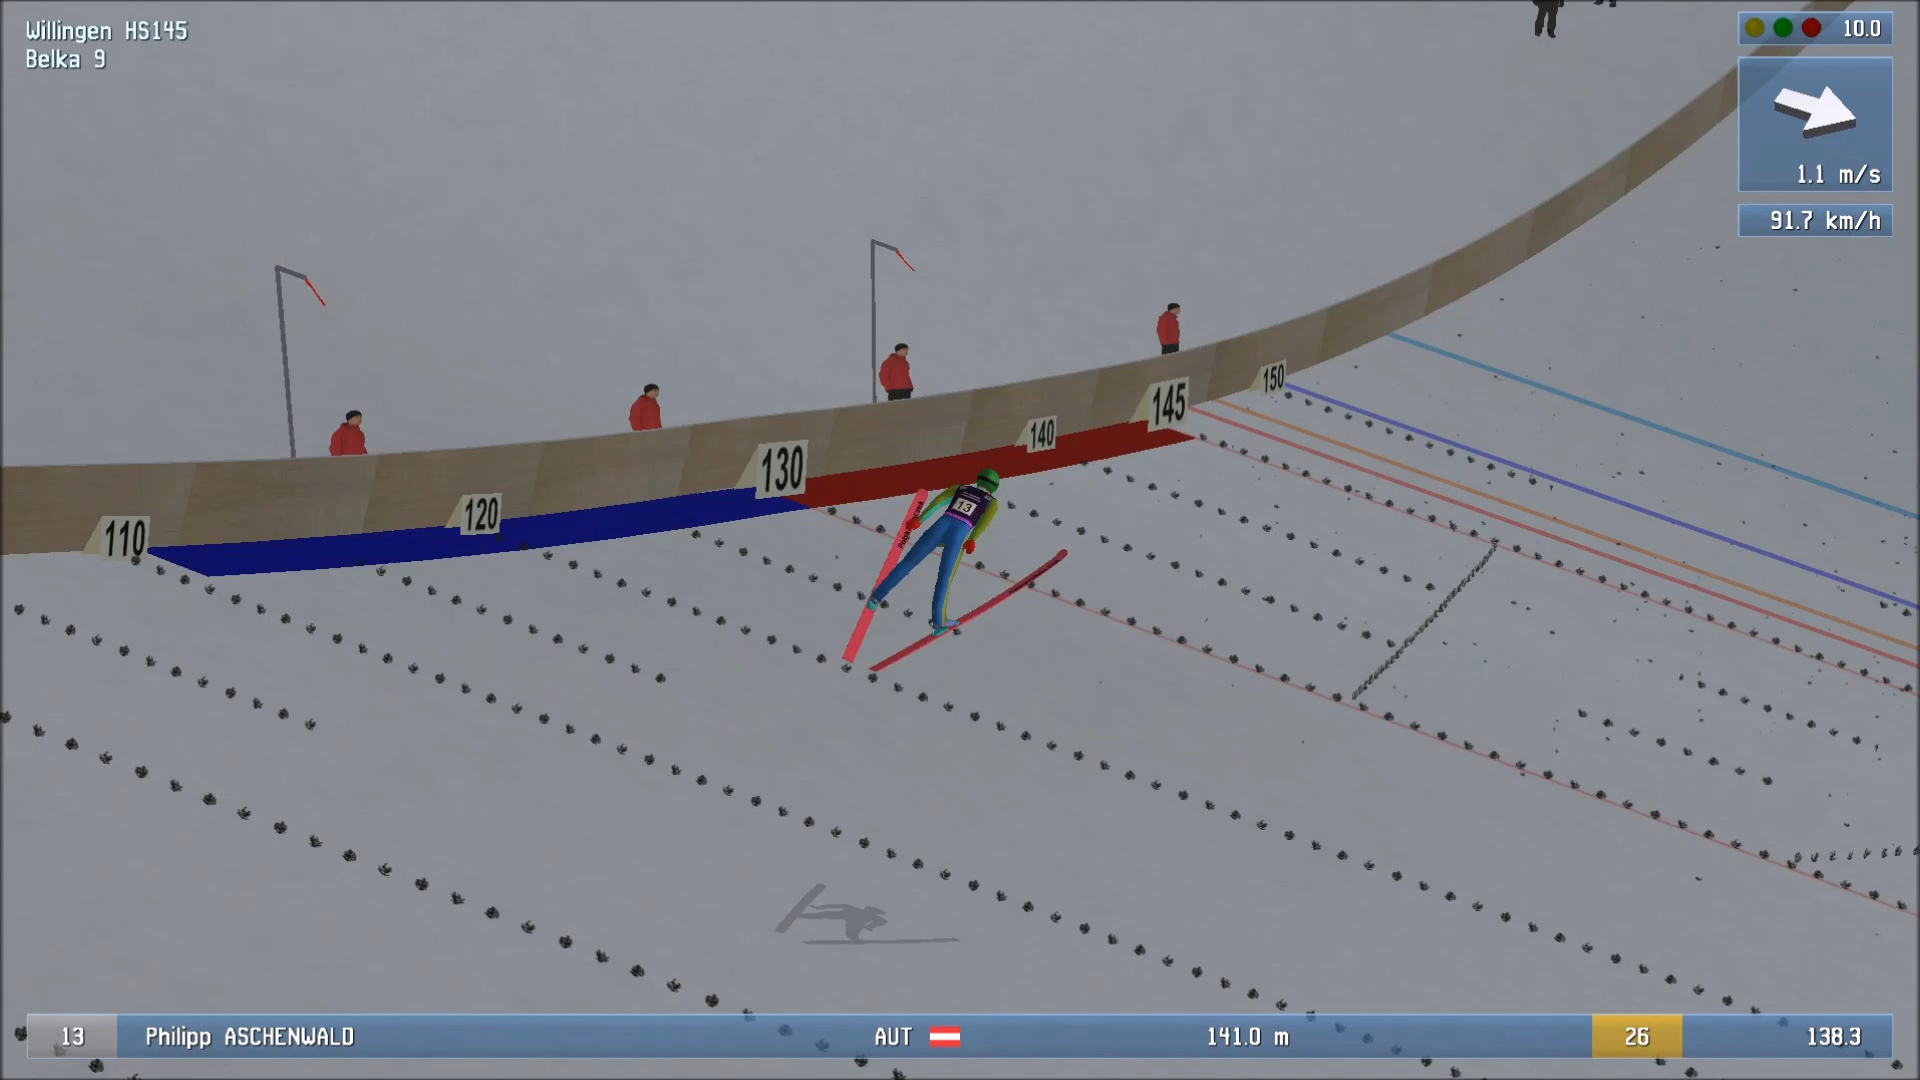 Willingen HS145
Belka 9
10.0
1.1 m/s
91.7 km/h
150
145
140
130
120
110
13
13 Philipp ASCHENWALD AUT 141.0 m 26 138.3